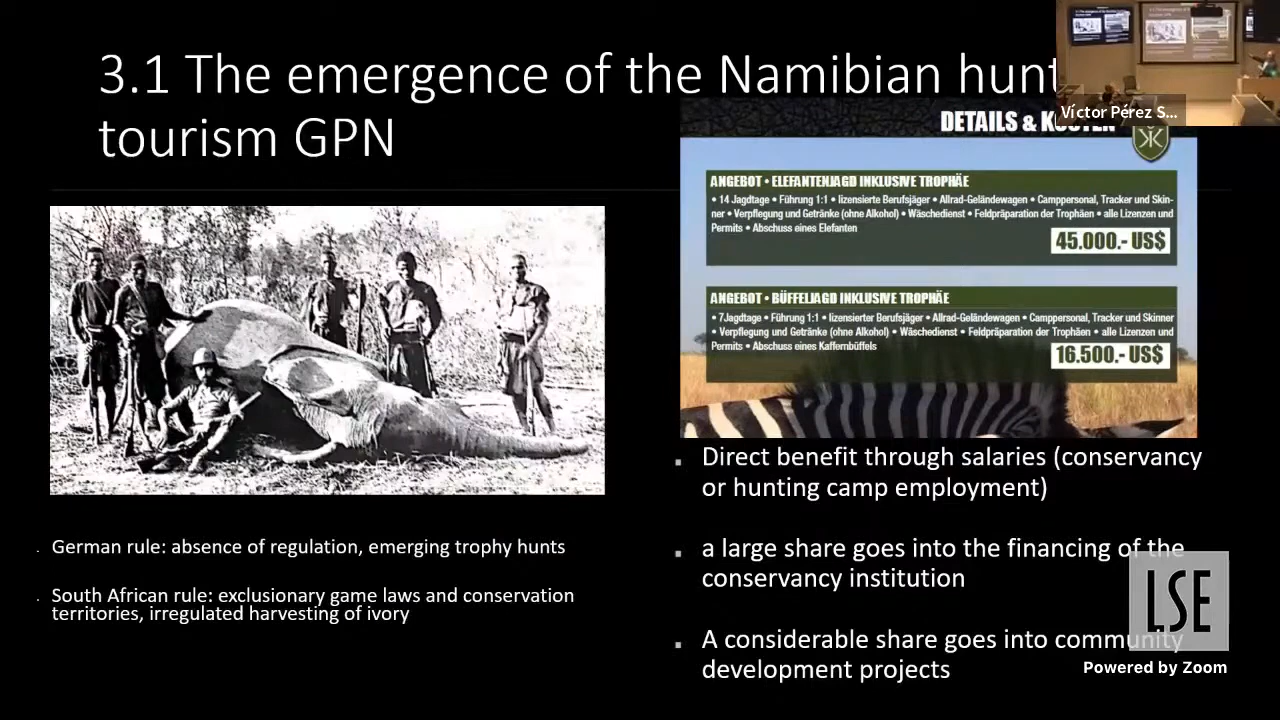 3.1 The emergence of the Namibian hunt
tourism GPN
Víctor Pérez S...
DETAILS & KOSTEN
ANGEBOT • ELEFANTENJAGD INKLUSIVE TROPHÄE
• 14 Jagdtage • Führung 1:1 • lizensierte Berufsjäger • Allrad-Geländewagen • Camppersonal, Tracker und Skin-
ner • Verpflegung und Getränke (ohne Alkohol) • Wäschedienst • Feldpräparation der Trophäen • alle Lizenzen und
Permits • Abschuss eines Elefanten
45.000.- US$
ANGEBOT • BÜFFELJAGD INKLUSIVE TROPHÄE
• 7Jagdtage • Führung 1:1 • lizensierter Berufsjäger • Allrad-Geländewagen • Camppersonal, Tracker und Skinner
• Verpflegung und Getränke (ohne Alkohol) • Wäschedienst • Feldpräparation der Trophäen • alle Lizenzen und
Permits • Abschuss eines Kaffernbüffels
16.500.- US$
German rule: absence of regulation, emerging trophy hunts
South African rule: exclusionary game laws and conservation
territories, irregulated harvesting of ivory
Direct benefit through salaries (conservancy
or hunting camp employment)
a large share goes into the financing of the
conservancy institution
A considerable share goes into community
development projects
LSE
Powered by Zoom